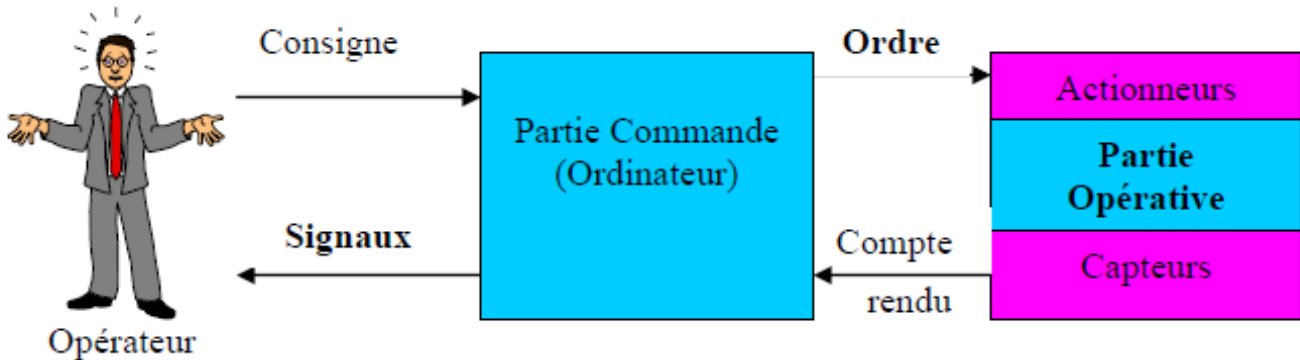 Consigne
Ordre
Actionneurs
Partie Commande
(Ordinateur)
Partie
Opérative
Signaux
Compte
rendu
Capteurs
Opérateur